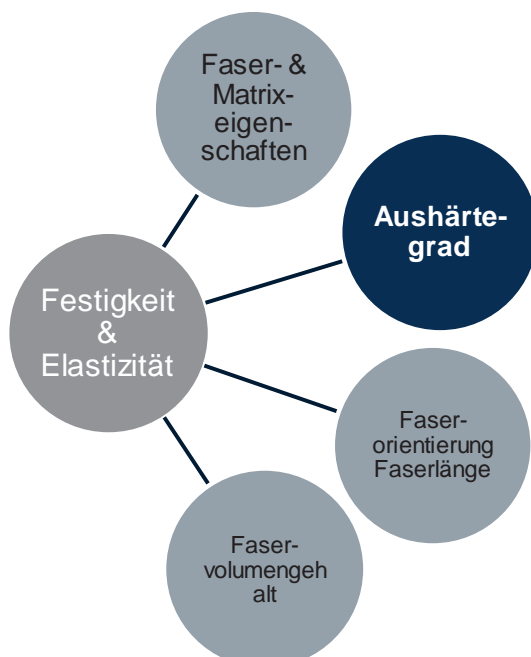 Faser- &
Matrix-
eigen-
schaften
Aushärte-
grad
Festigkeit
&
Elastizität
Faser-
orientierung
Faserlänge
Faser-
volumengeh
alt